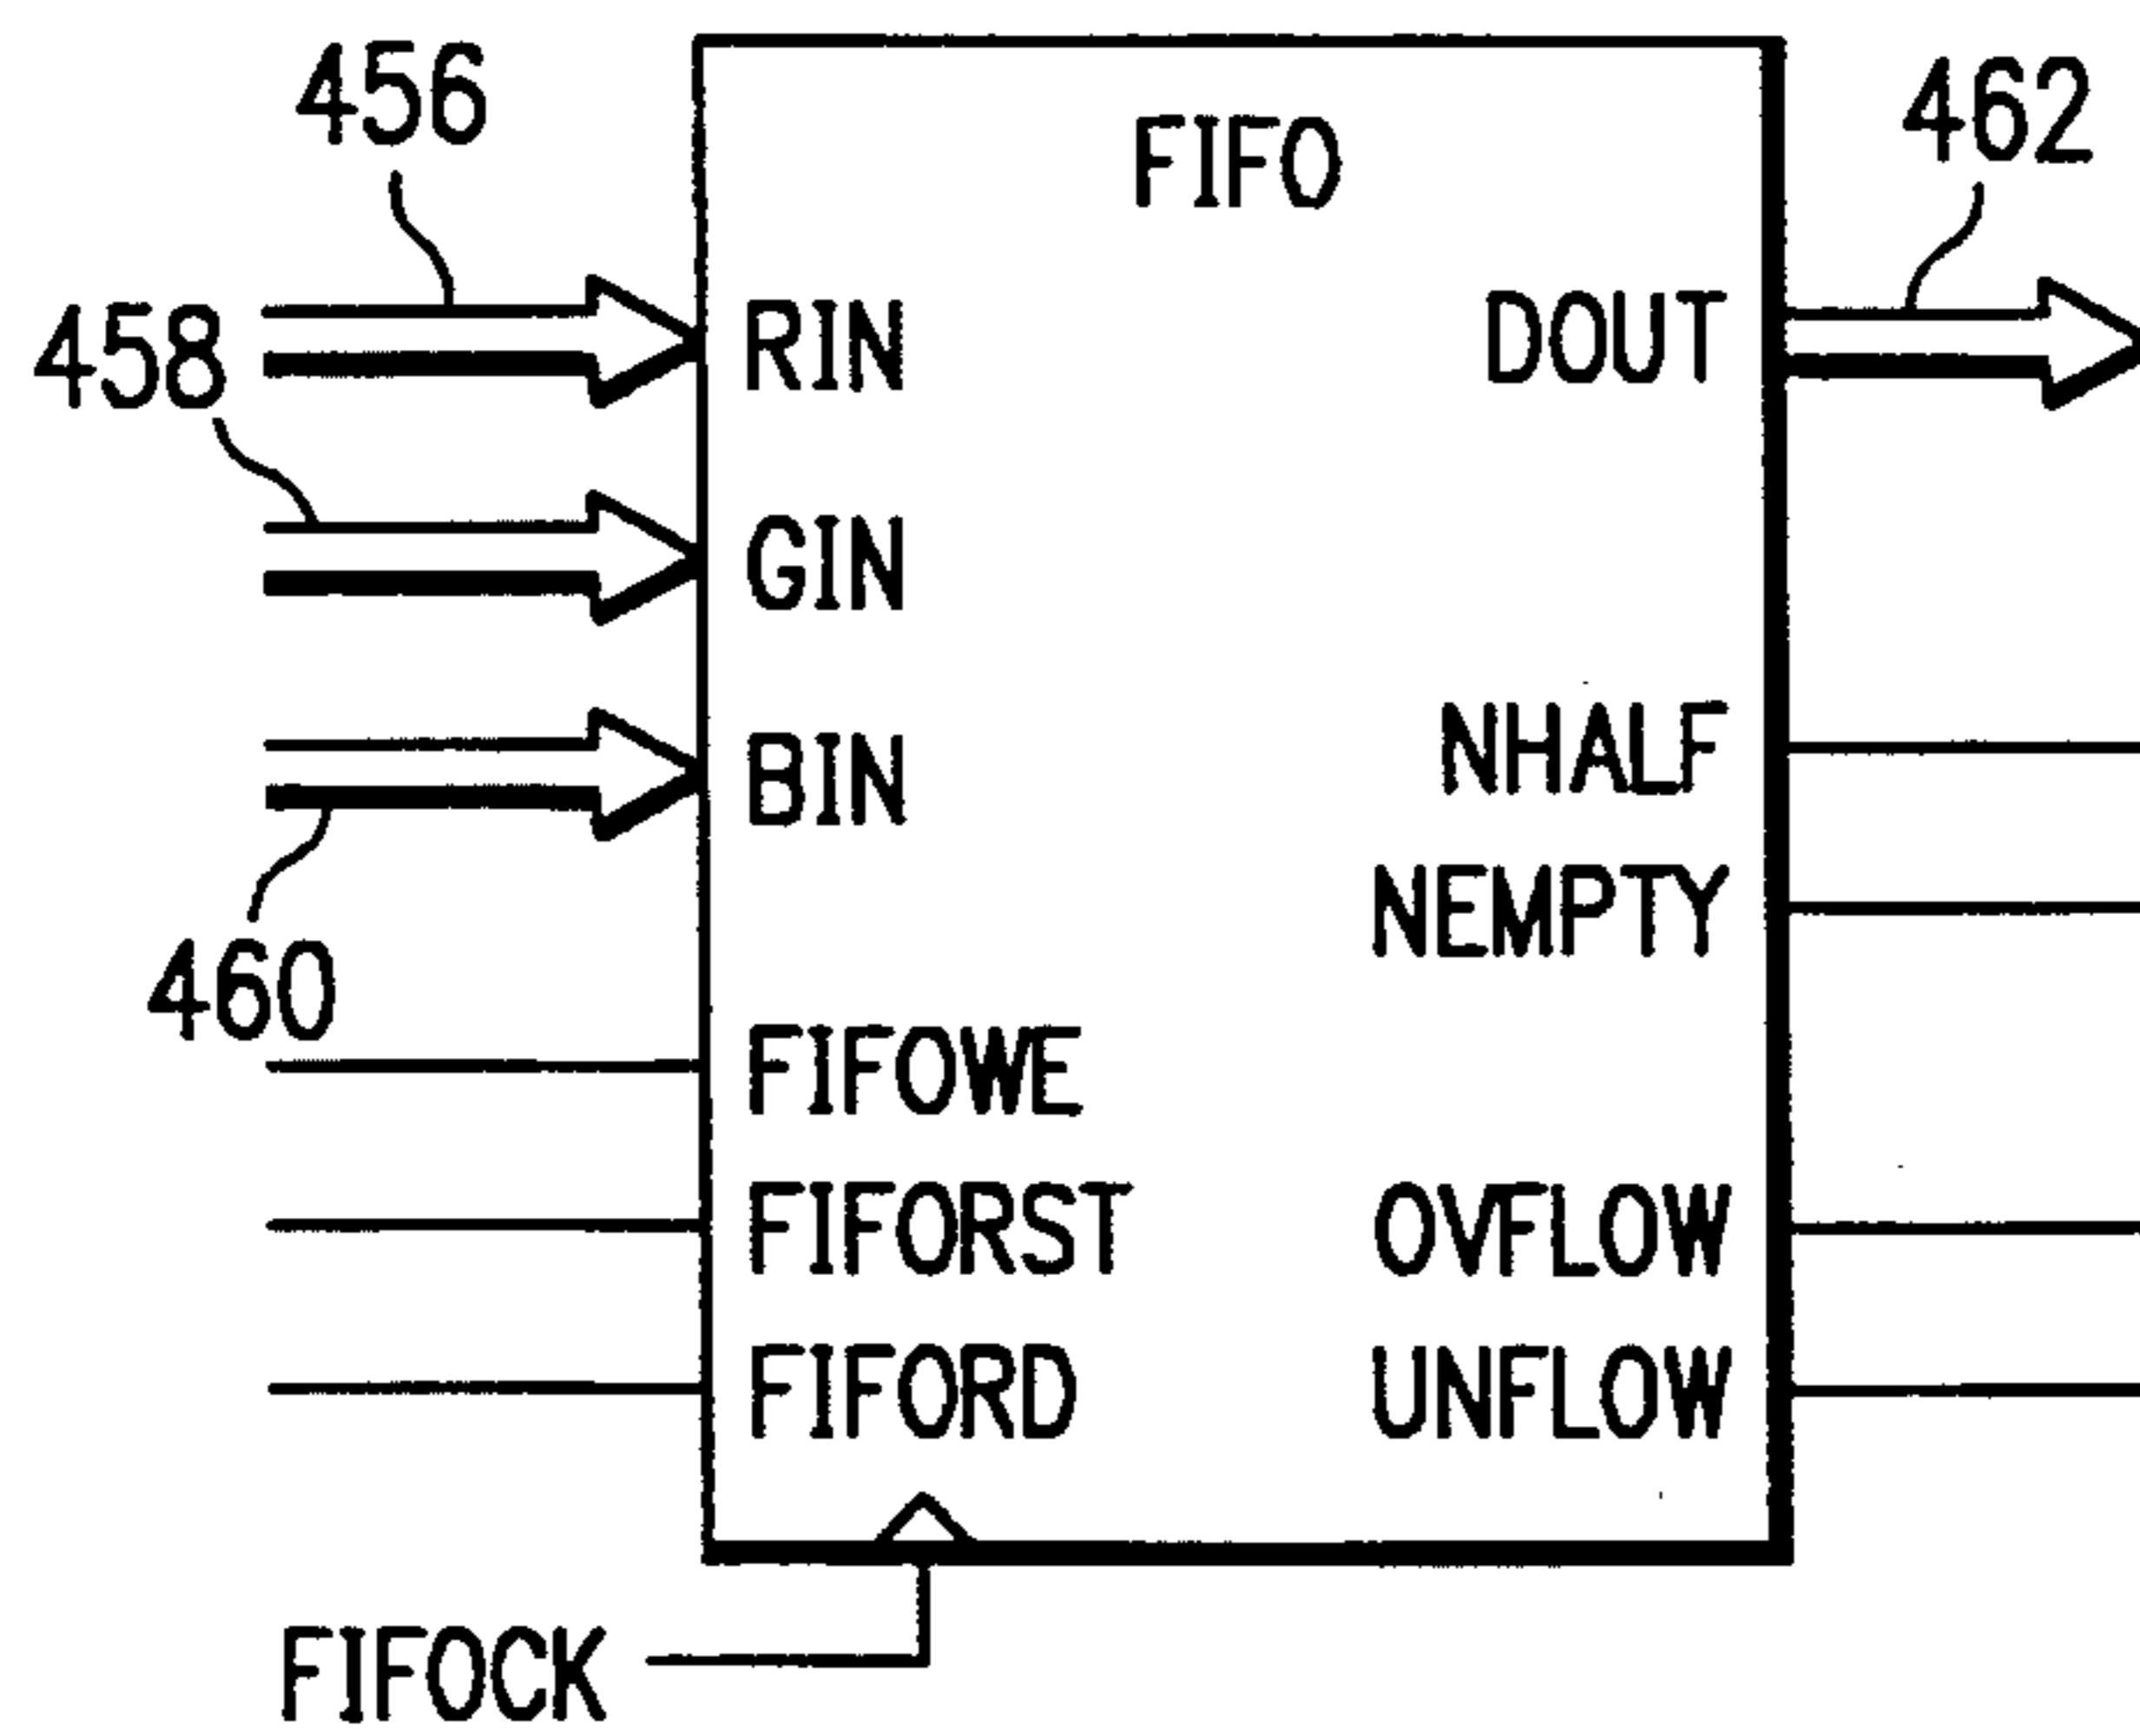 456
FIFO
462
458
RIN
DOUT
GIN
BIN
NHALF
NEMPTY
460
FIFOWE
FIFORST
OVFLOW
FIFORD
UNFLOW
FIFOCK